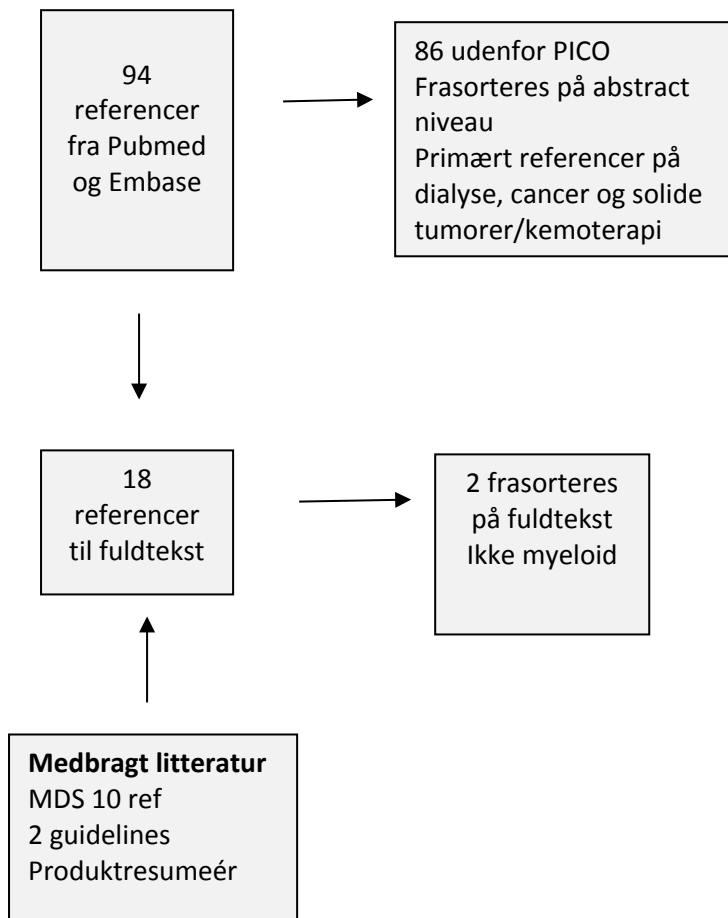 94
referencer
fra Pubmed
og Embase
86 udenfor PICO
Frasorteres på abstract
niveau
Primært referencer på
dialyse, cancer og solide
tumorer/kemoterapi
18
referencer
til fuldtekst
2 frasorteres
på fuldtekst
Ikke myeloid
Medbragt litteratur
MDS 10 ref
2 guidelines
Produktresumeér